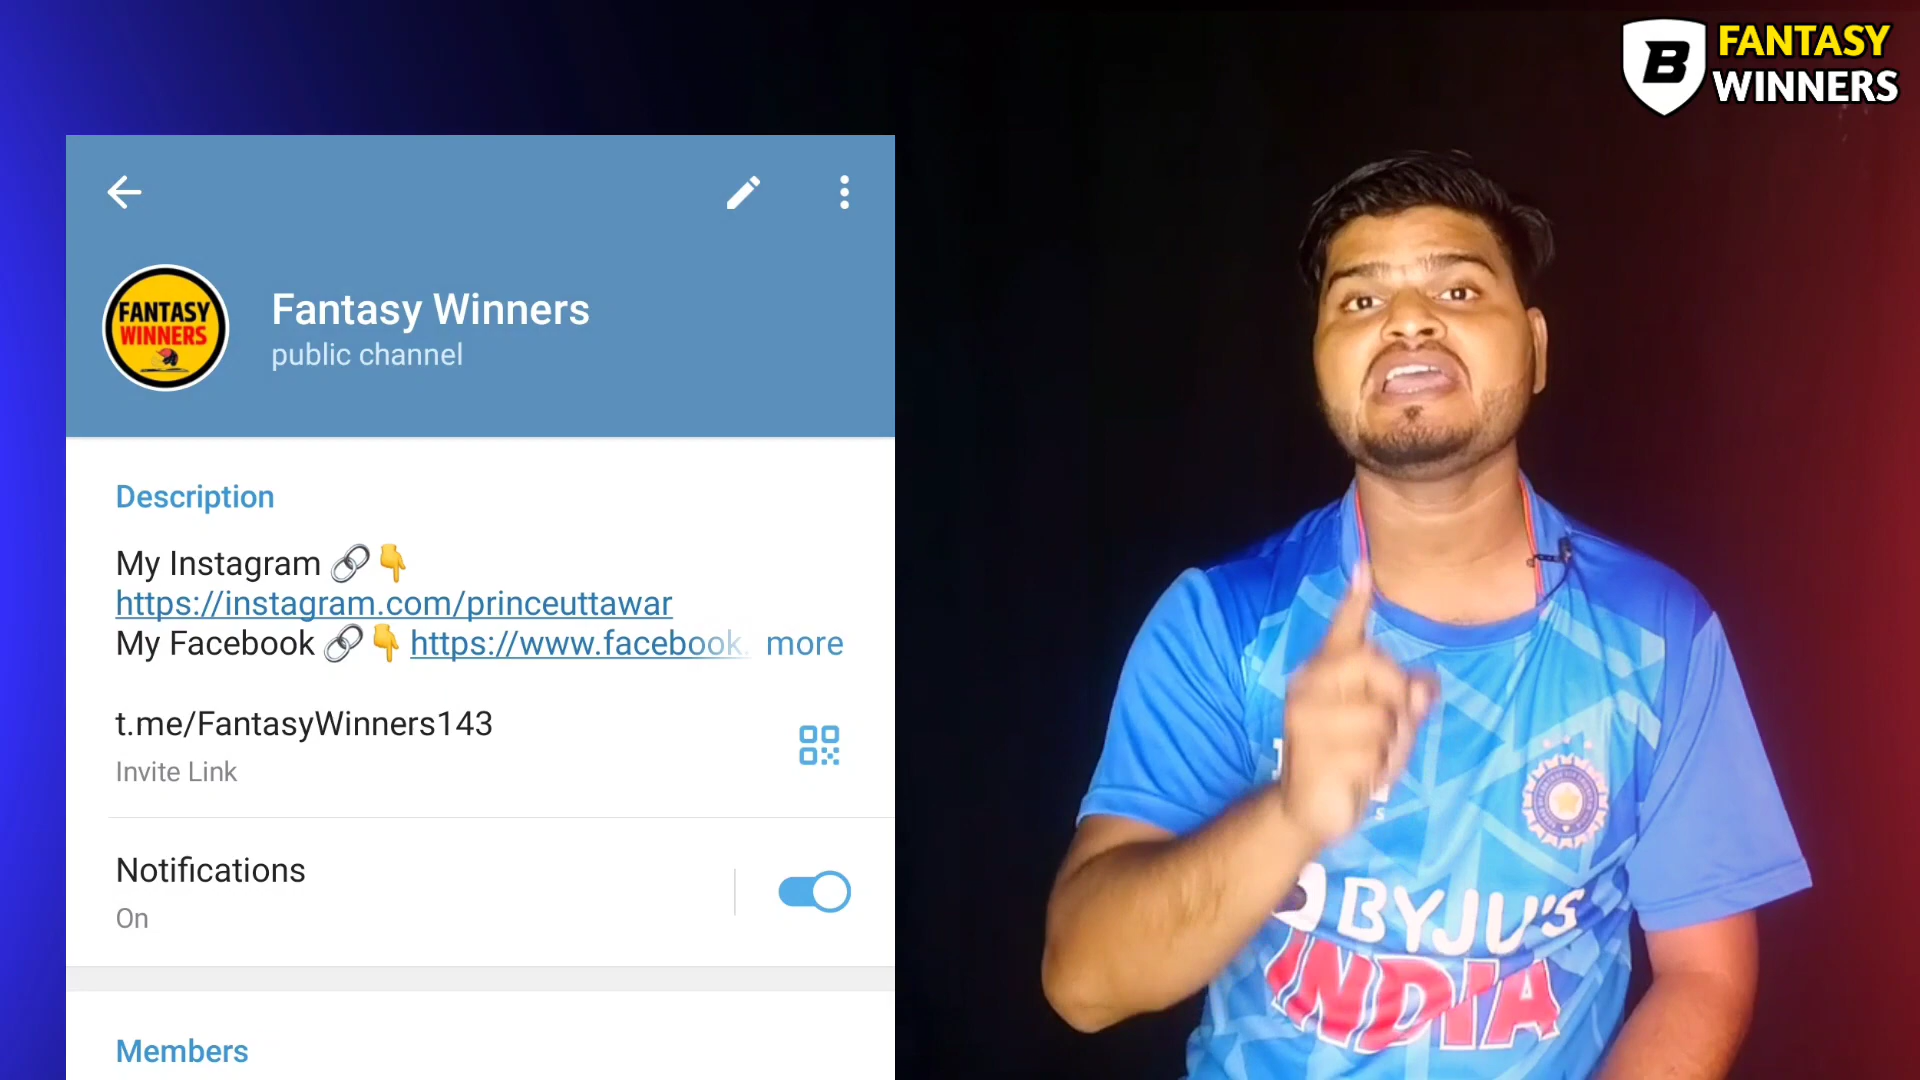 B FANTASY
WINNERS
FANTASY
WINNERS
Fantasy Winners
public channel
Description
My Instagram 🔗👇
https://instagram.com/princeuttawar
My Facebook 🔗👇 https://www.facebook. more
t.me/FantasyWinners143
Invite Link
Notifications
On
Members
BYJU'S
INDIA